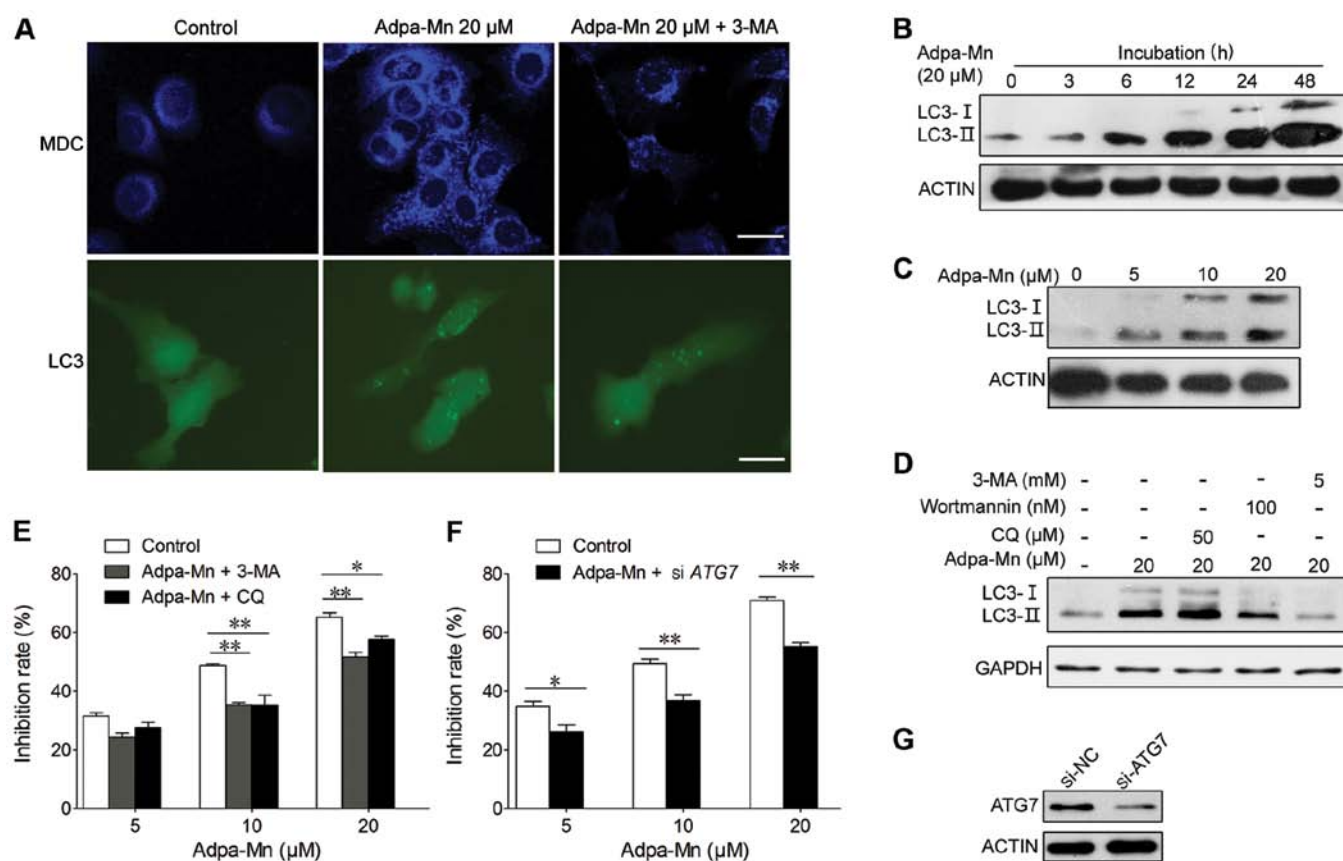 A
Control
Adpa-Mn 20 μM
Adpa-Mn 20 μM + 3-MA
MDC
LC3
B
Adpa-Mn
(20 μM)
Incubation (h)
0 3 6 12 24 48
LC3- I
LC3-II
ACTIN
C
Adpa-Mn (μM) 0 5 10 20
LC3- I
LC3-II
ACTIN
D
3-MA (mM) - - - - 5
Wortmannin (nM) - - - 100 -
CQ (μM) - - 50 - -
Adpa-Mn (μM) - 20 20 20 20
LC3- I
LC3-II
GAPDH
E
Control
Adpa-Mn + 3-MA
Adpa-Mn + CQ
Inhibition rate (%)
80
60
40
20
0
**
**
*
**
5 10 20
Adpa-Mn (μM)
F
Control
Adpa-Mn + si ATG7
Inhibition rate (%)
80
60
40
20
0
*
**
**
5 10 20
Adpa-Mn (μM)
G
si-NC si-ATG7
ATG7
ACTIN